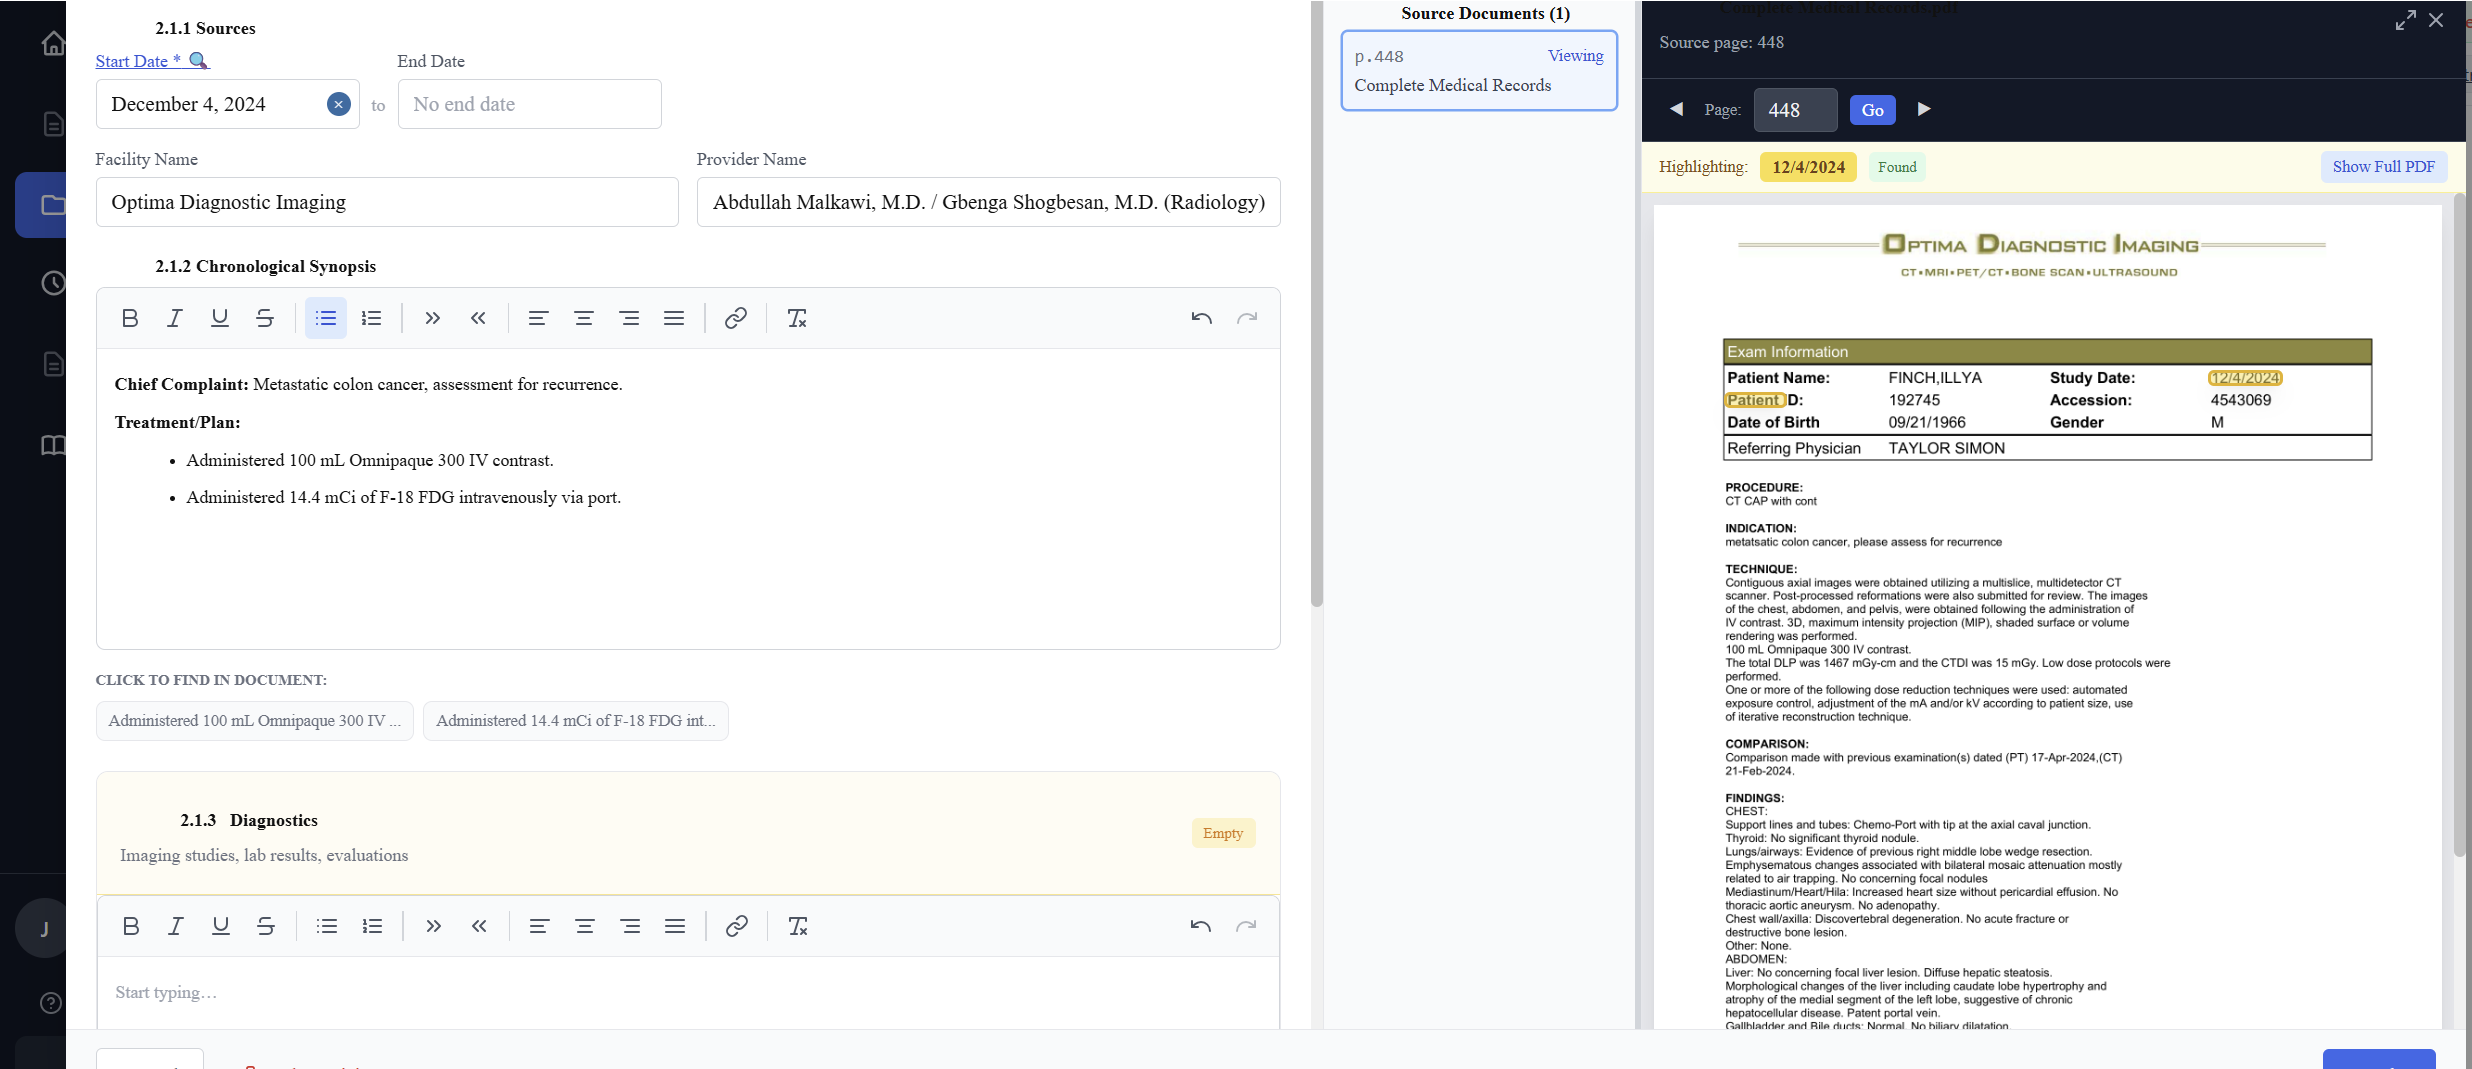 2.1.1 Sources
Start Date *
End Date
December 4, 2024
to
No end date
Facility Name
Provider Name
Optima Diagnostic Imaging
Abdullah Malkawi, M.D. / Gbenga Shogbesan, M.D. (Radiology)
2.1.2 Chronological Synopsis
Chief Complaint: Metastatic colon cancer, assessment for recurrence.
Treatment/Plan:
• Administered 100 mL Omnipaque 300 IV contrast.
• Administered 14.4 mCi of F-18 FDG intravenously via port.
CLICK TO FIND IN DOCUMENT:
Administered 100 mL Omnipaque 300 IV ...
Administered 14.4 mCi of F-18 FDG int...
2.1.3 Diagnostics
Empty
Imaging studies, lab results, evaluations
Start typing...
J
Source Documents (1)
p.448
Viewing
Complete Medical Records
Complete Medical Records.pdf
Source page: 448
Page:
448
Go
Highlighting:
12/4/2024
Found
Show Full PDF
OPTIMA DIAGNOSTIC IMAGING
CT•MRI•PET/CT•BONE SCAN•ULTRASOUND
Exam Information
Patient Name: FINCH,ILLYA Study Date: 12/4/2024
Patient D: 192745 Accession: 4543069
Date of Birth 09/21/1966 Gender M
Referring Physician TAYLOR SIMON
PROCEDURE:
CT CAP with cont
INDICATION:
metatsatic colon cancer, please assess for recurrence
TECHNIQUE:
Contiguous axial images were obtained utilizing a multislice, multidetector CT
scanner. Post-processed reformations were also submitted for review. The images
of the chest, abdomen, and pelvis, were obtained following the administration of
IV contrast. 3D, maximum intensity projection (MIP), shaded surface or volume
rendering was performed.
100 mL Omnipaque 300 IV contrast.
The total DLP was 1467 mGy-cm and the CTDI was 15 mGy. Low dose protocols were
performed.
One or more of the following dose reduction techniques were used: automated
exposure control, adjustment of the mA and/or kV according to patient size, use
of iterative reconstruction technique.
COMPARISON:
Comparison made with previous examination(s) dated (PT) 17-Apr-2024,(CT)
21-Feb-2024.
FINDINGS:
CHEST:
Support lines and tubes: Chemo-Port with tip at the axial caval junction.
Thyroid: No significant thyroid nodule.
Lungs/airways: Evidence of previous right middle lobe wedge resection.
Emphysematous changes associated with bilateral mosaic attenuation mostly
related to air trapping. No concerning focal nodules
Mediastinum/Heart/Hila: Increased heart size without pericardial effusion. No
thoracic aortic aneurysm. No adenopathy.
Chest wall/axilla: Discovertebral degeneration. No acute fracture or
destructive bone lesion.
Other: None.
ABDOMEN:
Liver: No concerning focal liver lesion. Diffuse hepatic steatosis.
Morphological changes of the liver including caudate lobe hypertrophy and
atrophy of the medial segment of the left lobe, suggestive of chronic
hepatocellular disease. Patent portal vein.
Gallbladder and Bile ducts: Normal. No biliary dilatation.